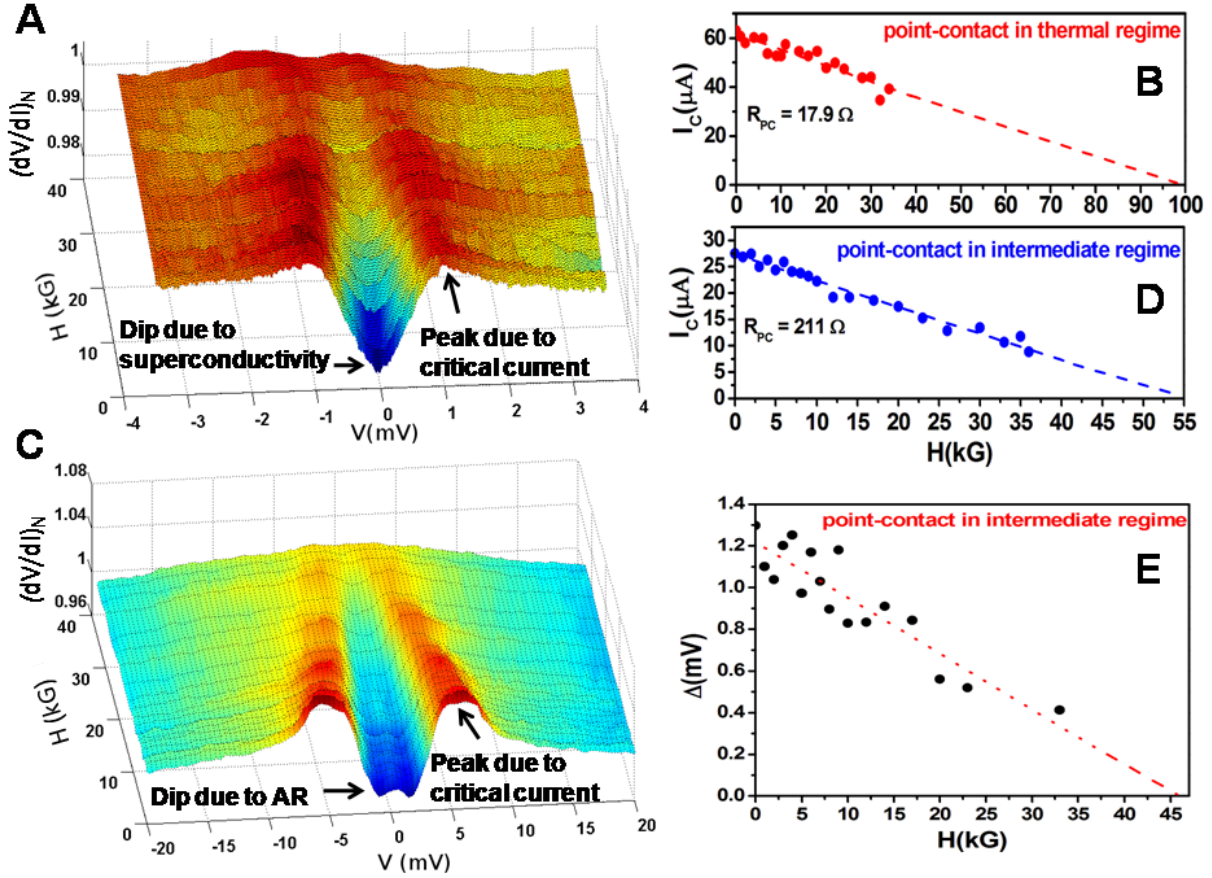 A
1
0.99
0.98
(dV/dI)N
40
30
20
10
0
H (KG)
Dip due to
superconductivity
Peak due to
critical current
-4
-3
-2
-1
0
1
2
3
4
V(mV)
B
point-contact in thermal regime
RPC = 17.9 Ω
IC(µA)
60
40
20
0
0 10 20 30 40 50 60 70 80 90 100
D
point-contact in intermediate regime
RPC = 211 Ω
IC(µA)
30
25
20
15
10
5
0
0 5 10 15 20 25 30 35 40 45 50 55
H(kG)
C
1.08
1.04
1
0.96
(dV/dI)N
40
30
20
10
0
H (KG)
Dip due to AR
Peak due to
critical current
-20
-15
-10
-5
0
5
10
15
20
V (mV)
E
point-contact in intermediate regime
Δ(mV)
1.4
1.2
1.0
0.8
0.6
0.4
0.2
0.0
0 5 10 15 20 25 30 35 40 45
H(kG)